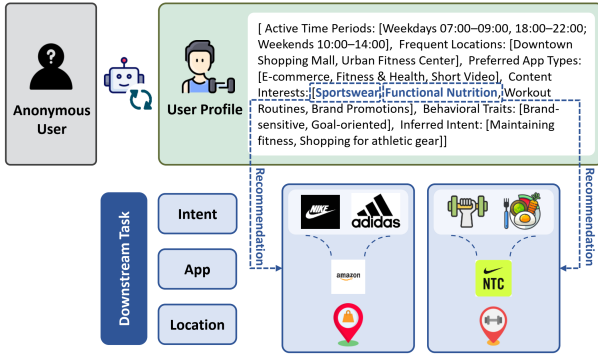 Anonymous
User
User Profile
[ Active Time Periods: [Weekdays 07:00–09:00, 18:00–22:00;
Weekends 10:00–14:00], Frequent Locations: [Downtown
Shopping Mall, Urban Fitness Center], Preferred App Types:
[E-commerce, Fitness & Health, Short Video], Content
Interests: [Sportswear, Functional Nutrition, Workout
Routines, Brand Promotions], Behavioral Traits: [Brand-
sensitive, Goal-oriented], Inferred Intent: [Maintaining
fitness, Shopping for athletic gear]]
Downstream Task
Intent
App
Location
Recommendation
NIKE
adidas
amazon
NTC
Recommendation